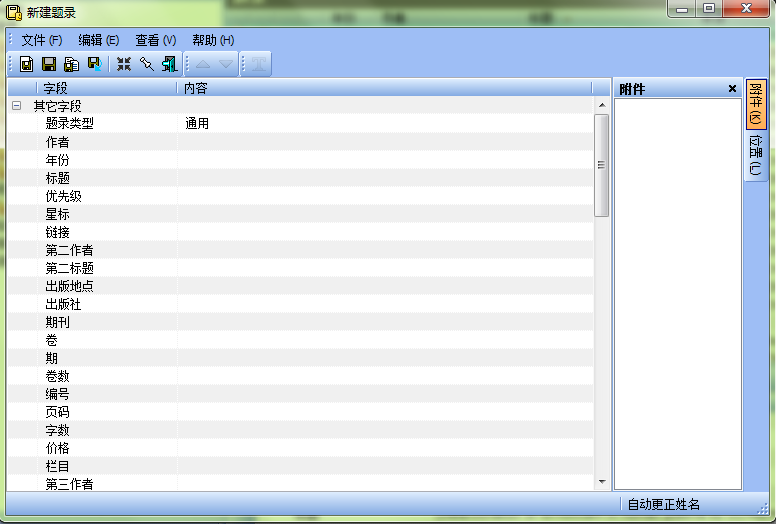 新建题录
文件(F) 编辑(E) 查看(V) 帮助(H)
字段 内容
其它字段
题录类型 通用
作者
年份
标题
优先级
星标
链接
第二作者
第二标题
出版地点
出版社
期刊
卷
期
卷数
编号
页码
字数
价格
栏目
第三作者
附件
附件(K)
位置(L)
自动更正姓名